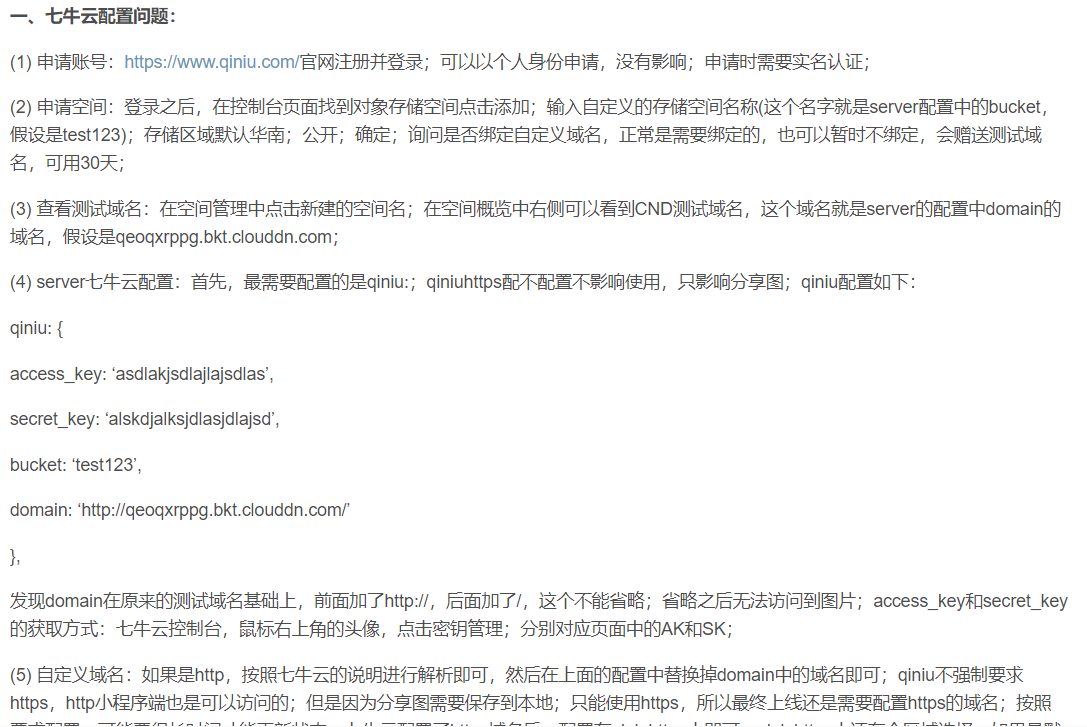 一、七牛云配置问题：
(1) 申请账号：https://www.qiniu.com/官网注册并登录；可以以个人身份申请，没有影响；申请时需要实名认证；
(2) 申请空间：登录之后，在控制台页面找到对象存储空间点击添加；输入自定义的存储空间名称(这个名字就是server配置中的bucket，
假设是test123)；存储区域默认华南；公开；确定；询问是否绑定自定义域名，正常是需要绑定的，也可以暂时不绑定，会赠送测试域
名，可用30天；
(3) 查看测试域名：在空间管理中点击新建的空间名；在空间概览中右侧可以看到CND测试域名，这个域名就是server的配置中domain的
域名，假设是qeoqxrppg.bkt.clouddn.com；
(4) server七牛云配置：首先，最需要配置的是qiniu:；qiniuhttps配不配置不影响使用，只影响分享图；qiniu配置如下：
qiniu: {
access_key: ‘asdlakjsdlajlajsdlas’,
secret_key: ‘alskdjalksjdlasjdlajsd’,
bucket: ‘test123’,
domain: ‘http://qeoqxrppg.bkt.clouddn.com/’
},
发现domain在原来的测试域名基础上，前面加了http://，后面加了/，这个不能省略；省略之后无法访问到图片；access_key和secret_key
的获取方式：七牛云控制台，鼠标右上角的头像，点击密钥管理；分别对应页面中的AK和SK；
(5) 自定义域名：如果是http，按照七牛云的说明进行解析即可，然后在上面的配置中替换掉domain中的域名即可；qiniu不强制要求
https，http小程序端也是可以访问的；但是因为分享图需要保存到本地；只能使用https，所以最终上线还是需要配置https的域名；按照